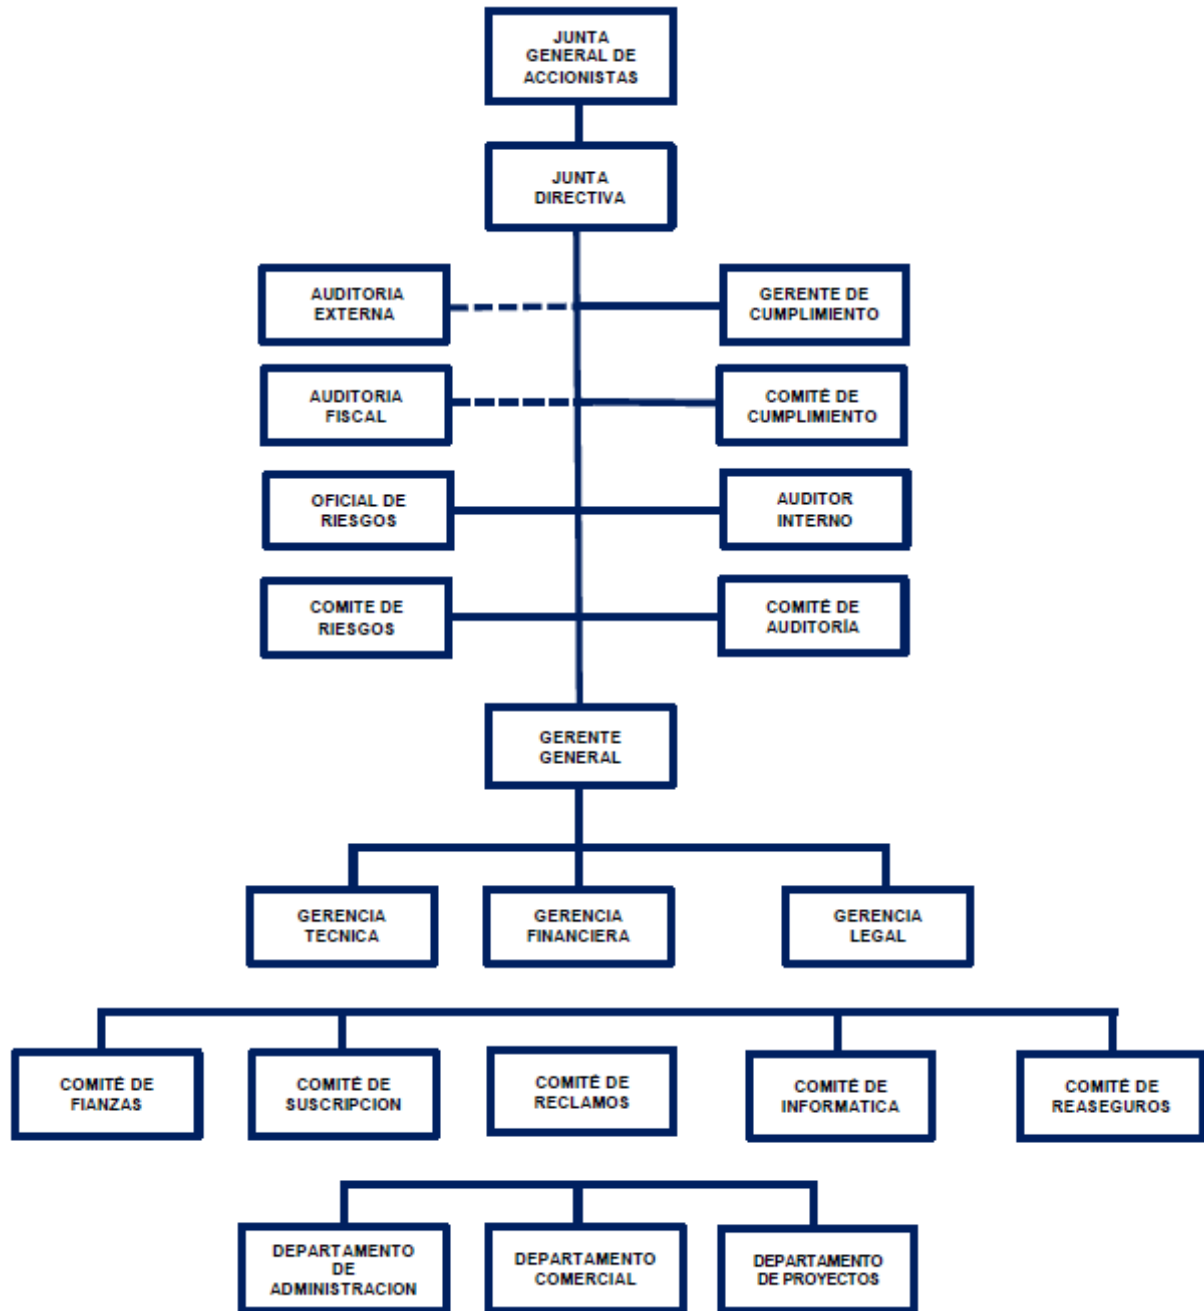 JUNTA
GENERAL DE
ACCIONISTAS
JUNTA
DIRECTIVA
AUDITORIA
EXTERNA
GERENTE DE
CUMPLIMIENTO
AUDITORIA
FISCAL
COMITÉ DE
CUMPLIMIENTO
OFICIAL DE
RIESGOS
AUDITOR
INTERNO
COMITE DE
RIESGOS
COMITÉ DE
AUDITORÍA
GERENTE
GENERAL
GERENCIA
TECNICA
GERENCIA
FINANCIERA
GERENCIA
LEGAL
COMITÉ DE
FIANZAS
COMITÉ DE
SUSCRIPCION
COMITÉ DE
RECLAMOS
COMITÉ DE
INFORMATICA
COMITÉ DE
REASEGUROS
DEPARTAMENTO
DE
ADMINISTRACION
DEPARTAMENTO
COMERCIAL
DEPARTAMENTO
DE PROYECTOS